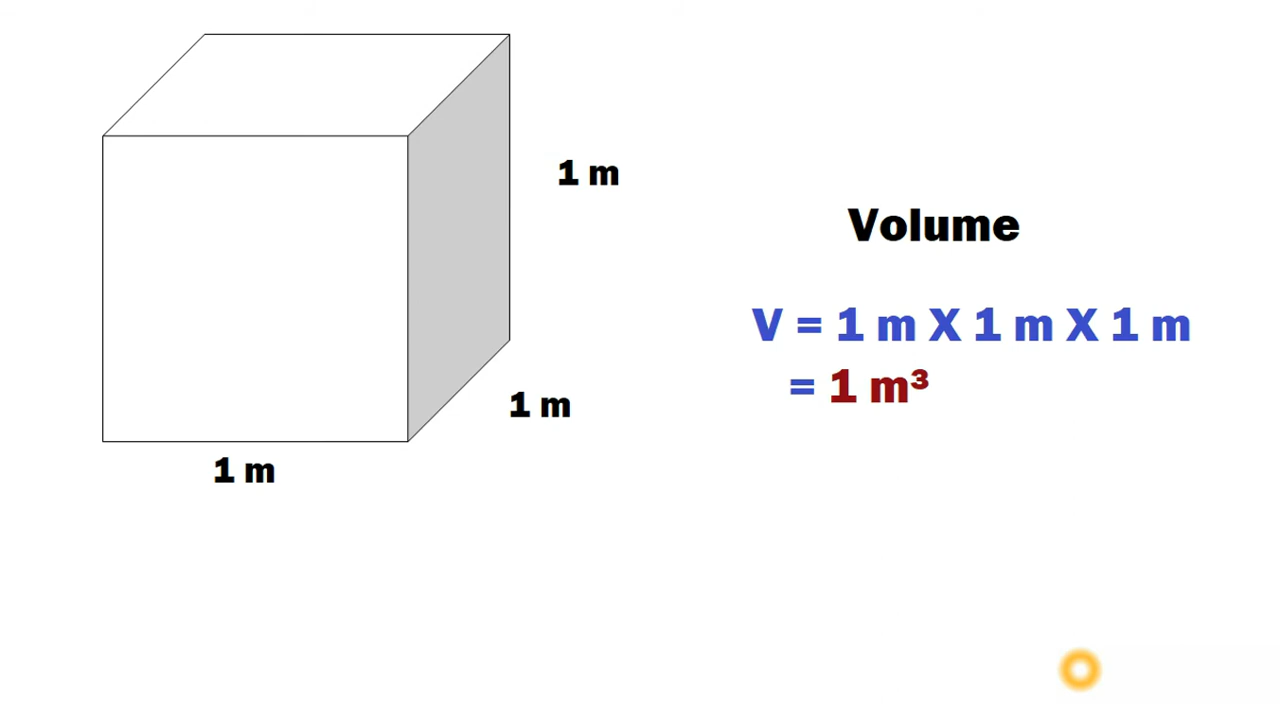 1 m
Volume
V = 1 m X 1 m X 1 m
= 1 m³
1 m
1 m